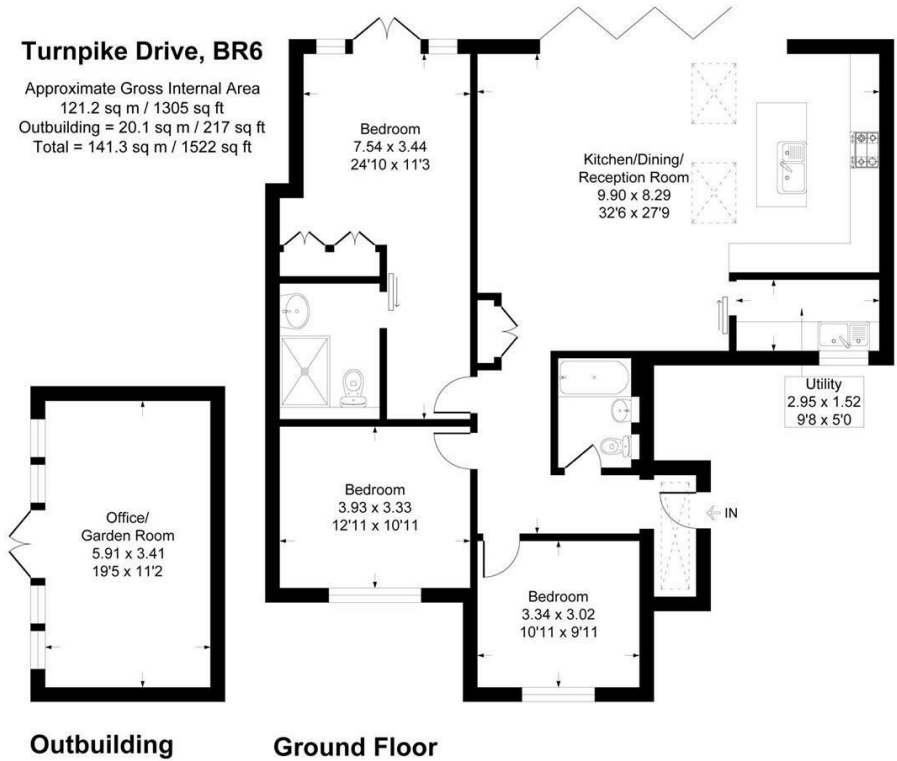 Turnpike Drive, BR6
Approximate Gross Internal Area
121.2 sq m / 1305 sq ft
Outbuilding = 20.1 sq m / 217 sq ft
Total = 141.3 sq m / 1522 sq ft
Bedroom
7.54 x 3.44
24'10 x 11'3
Kitchen/Dining/
Reception Room
9.90 x 8.29
32'6 x 27'9
Utility
2.95 x 1.52
9'8 x 5'0
Bedroom
3.93 x 3.33
12'11 x 10'11
IN
Office/
Garden Room
5.91 x 3.41
19'5 x 11'2
Bedroom
3.34 x 3.02
10'11 x 9'11
Outbuilding
Ground Floor